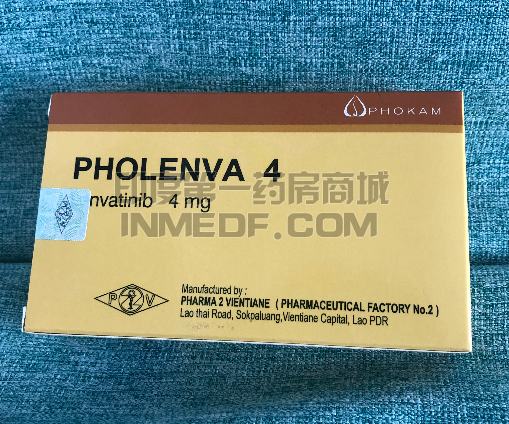 PHOKAM
PHOLENVA 4
印度第一药房商城
nvatinib 4 mg
INMEDF.COM
P V
Manufactured by :
PHARMA 2 VIENTIANE ( PHARMACEUTICAL FACTORY No.2 )
Lao thai Road, Sokpaluang,Vientiane Capital, Lao PDR